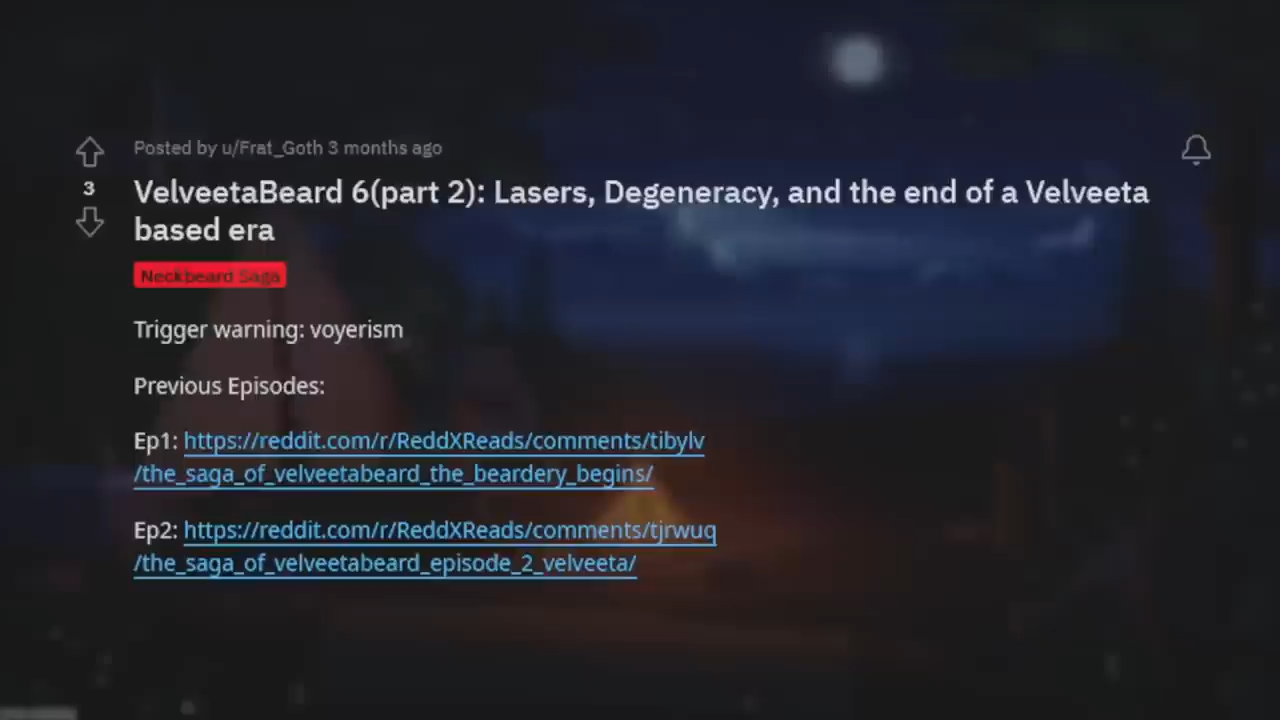 Posted by u/Frat_Goth 3 months ago
3
VelveetaBeard 6(part 2): Lasers, Degeneracy, and the end of a Velveeta
based era
Neckbeard Saga
Trigger warning: voyerism
Previous Episodes:
Ep1: https://reddit.com/r/ReddXReads/comments/tibylv
/the_saga_of_velveetabeard_the_beardery_begins/
Ep2: https://reddit.com/r/ReddXReads/comments/tjrwuq
/the_saga_of_velveetabeard_episode_2_velveeta/